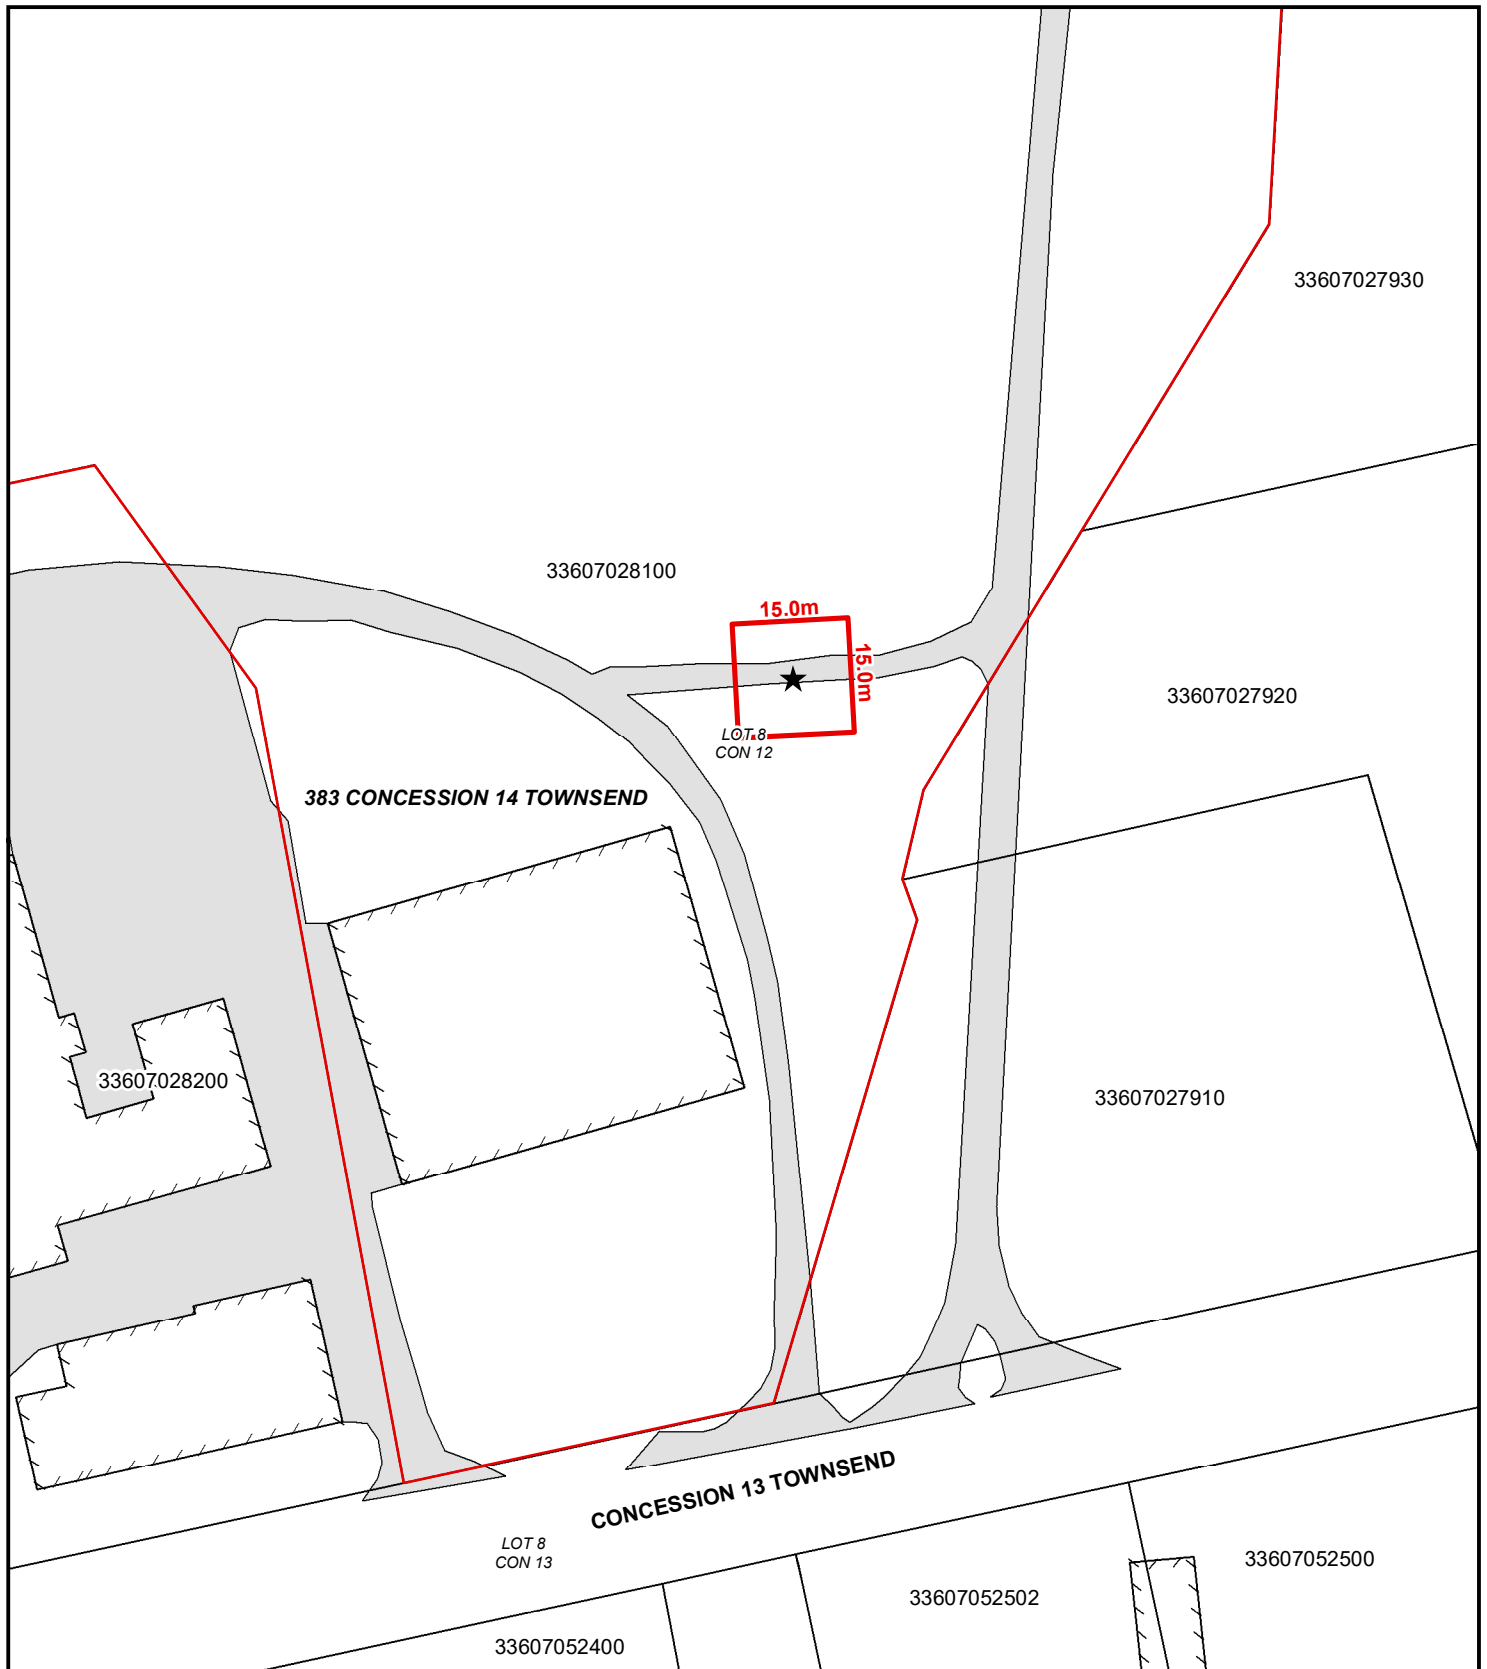 33607027930
33607028100
15.0m
15.0m
33607027920
LOT 8
CON 12
383 CONCESSION 14 TOWNSEND
33607028200
33607027910
CONCESSION 13 TOWNSEND
LOT 8
CON 13
33607052500
33607052502
33607052400